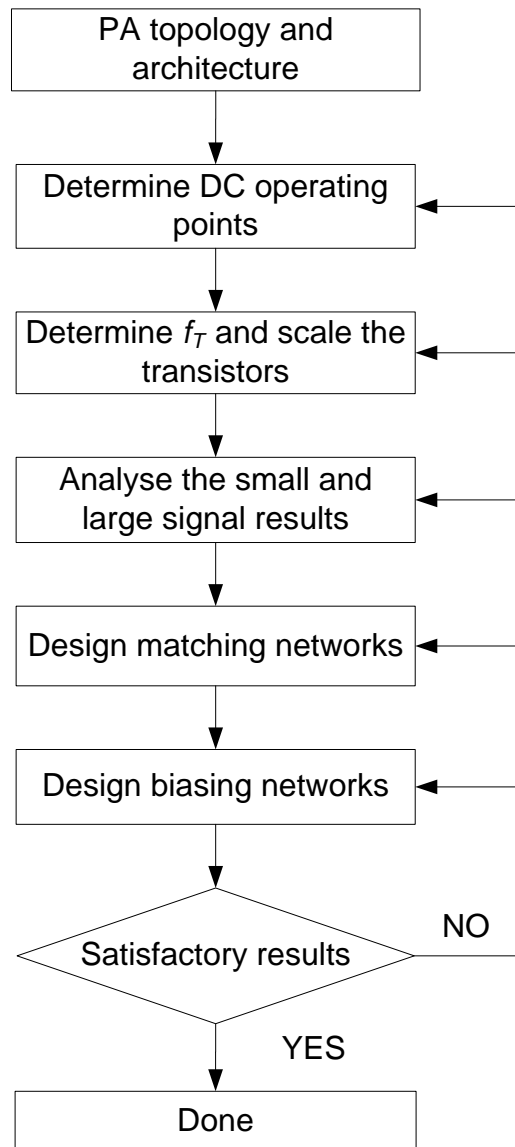 PA topology and
architecture
Determine DC operating
points
Determine f_T and scale the
transistors
Analyse the small and
large signal results
Design matching networks
Design biasing networks
Satisfactory results
NO
YES
Done